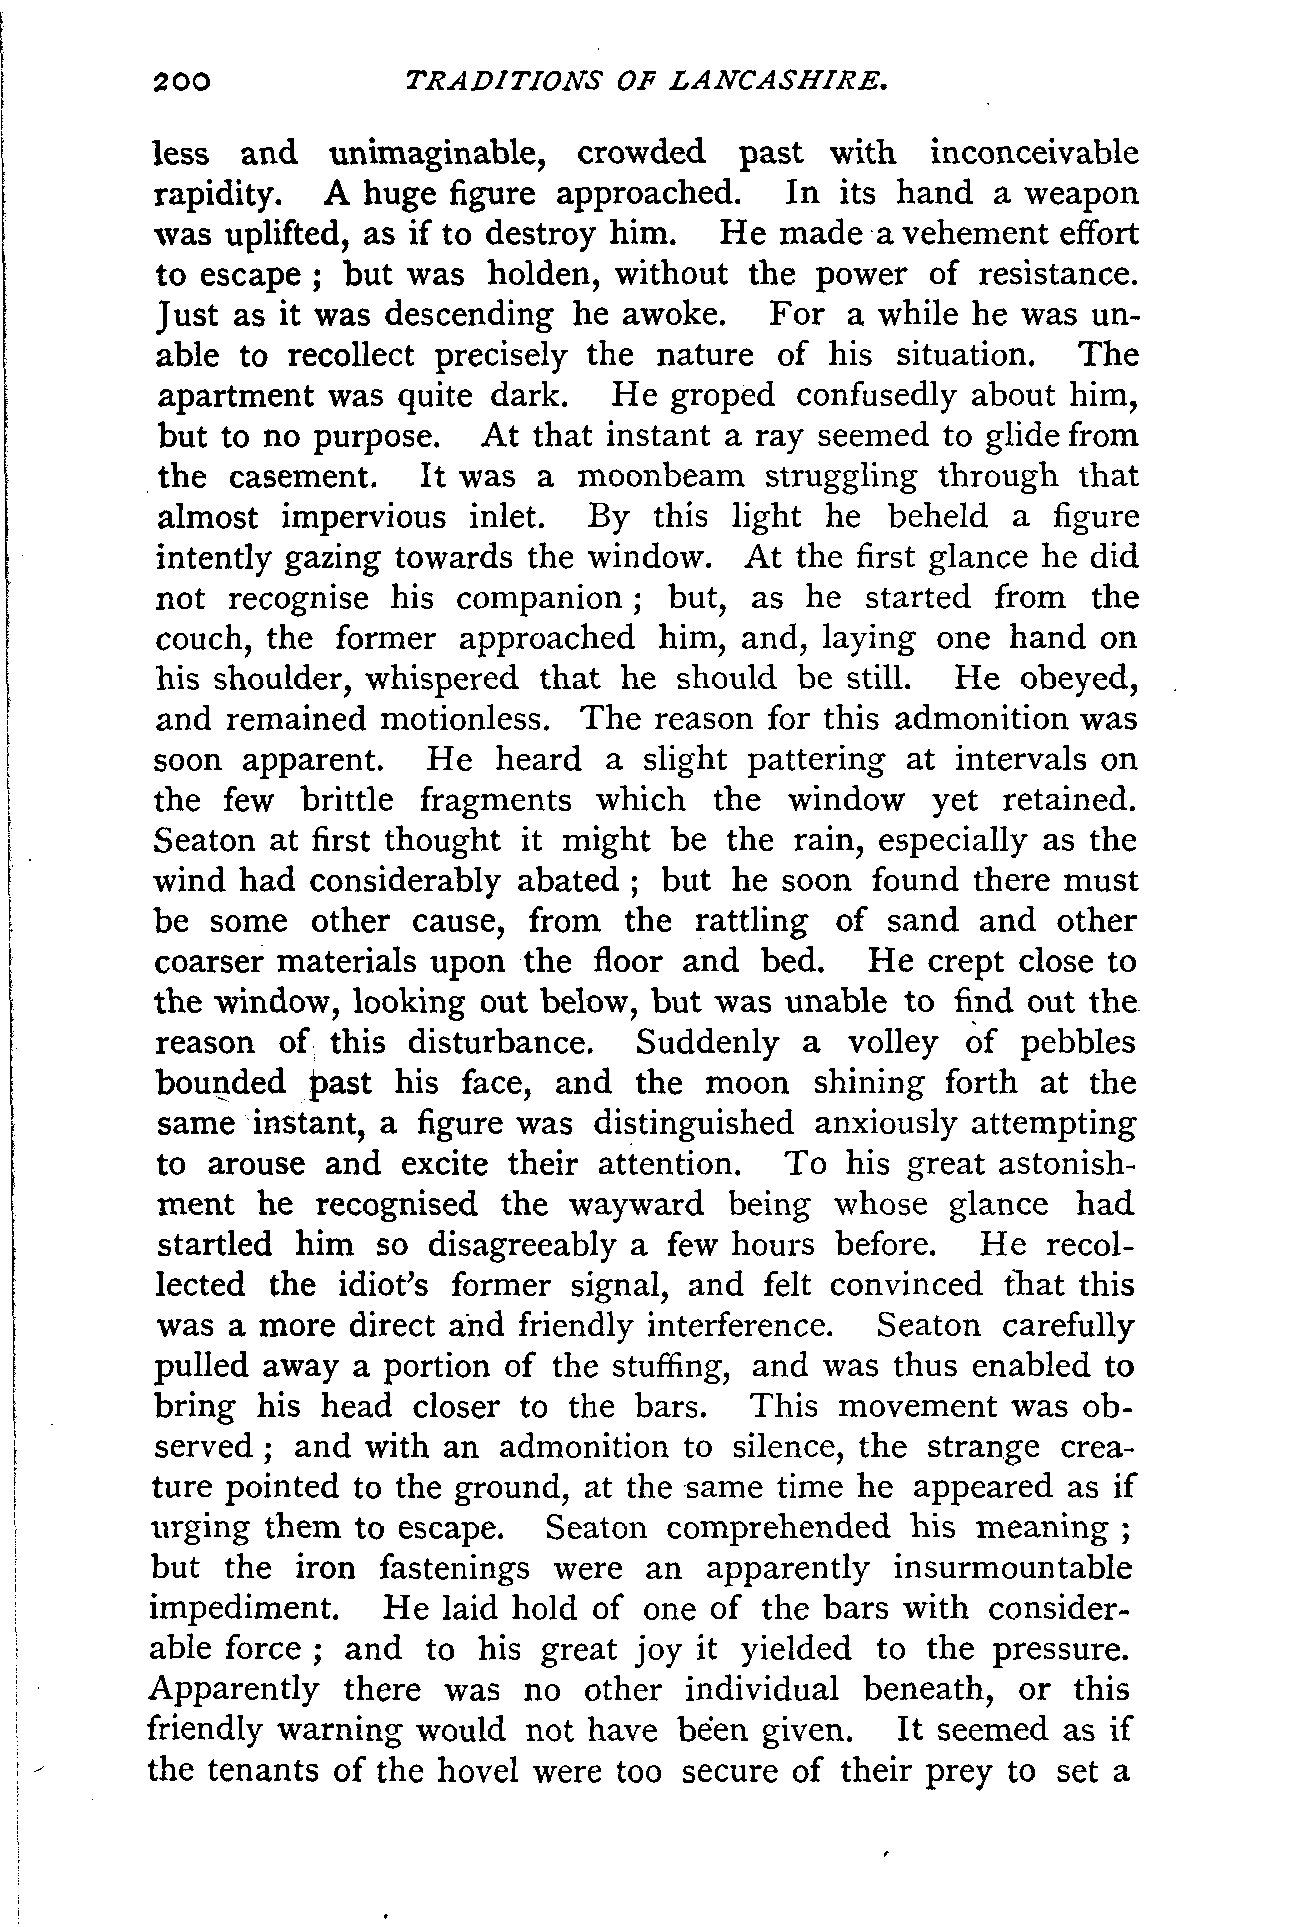 200 TRADITIONS OF LANCASHIRE.
less and unimaginable, crowded past with inconceivable
rapidity. A huge figure approached. In its hand a weapon
was uplifted, as if to destroy him. He made a vehement effort
to escape ; but was holden, without the power of resistance.
Just as it was descending he awoke. For a while he was un-
able to recollect precisely the nature of his situation. The
apartment was quite dark. He groped confusedly about him,
but to no purpose. At that instant a ray seemed to glide from
the casement. It was a moonbeam struggling through that
almost impervious inlet. By this light he beheld a figure
intently gazing towards the window. At the first glance he did
not recognise his companion ; but, as he started from the
couch, the former approached him, and, laying one hand on
his shoulder, whispered that he should be still. He obeyed,
and remained motionless. The reason for this admonition was
soon apparent. He heard a slight pattering at intervals on
the few brittle fragments which the window yet retained.
Seaton at first thought it might be the rain, especially as the
wind had considerably abated ; but he soon found there must
be some other cause, from the rattling of sand and other
coarser materials upon the floor and bed. He crept close to
the window, looking out below, but was unable to find out the
reason of this disturbance. Suddenly a volley of pebbles
bounded past his face, and the moon shining forth at the
same instant, a figure was distinguished anxiously attempting
to arouse and excite their attention. To his great astonish-
ment he recognised the wayward being whose glance had
startled him so disagreeably a few hours before. He recol-
lected the idiot's former signal, and felt convinced that this
was a more direct and friendly interference. Seaton carefully
pulled away a portion of the stuffing, and was thus enabled to
bring his head closer to the bars. This movement was ob-
served ; and with an admonition to silence, the strange crea-
ture pointed to the ground, at the same time he appeared as if
urging them to escape. Seaton comprehended his meaning ;
but the iron fastenings were an apparently insurmountable
impediment. He laid hold of one of the bars with consider-
able force ; and to his great joy it yielded to the pressure.
Apparently there was no other individual beneath, or this
friendly warning would not have been given. It seemed as if
the tenants of the hovel were too secure of their prey to set a